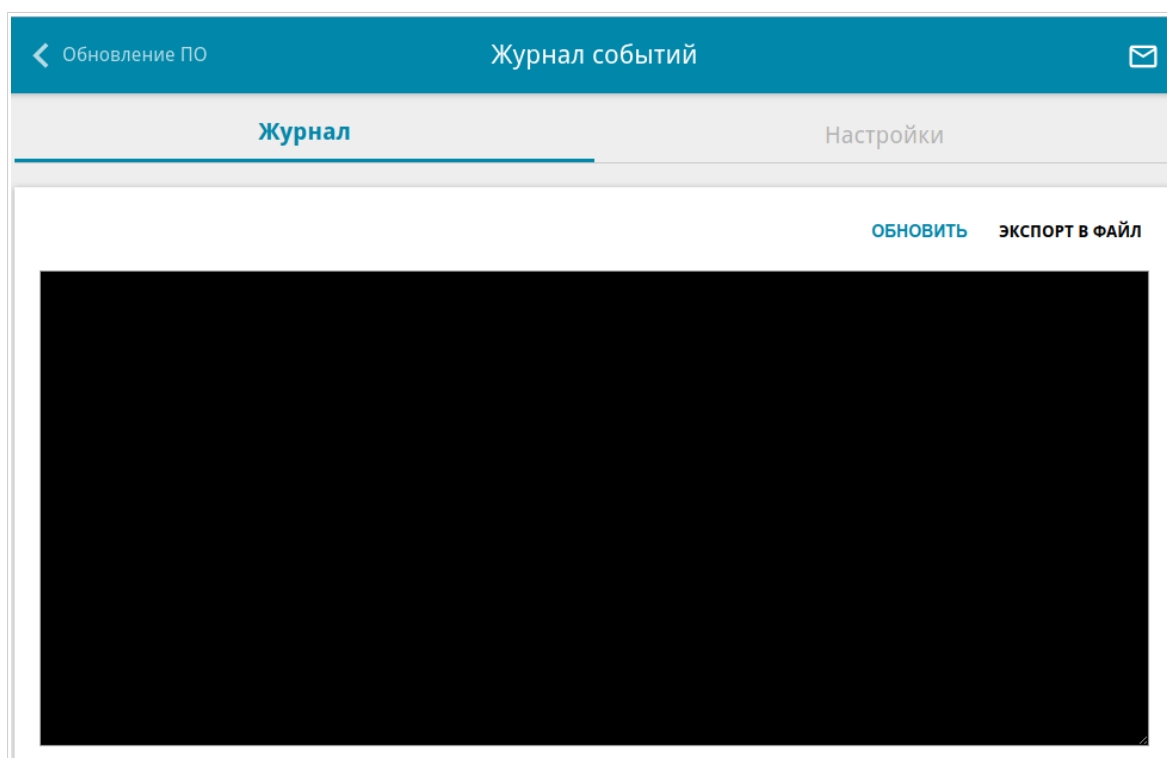 Обновление ПО
Журнал событий
Журнал
Настройки
ОБНОВИТЬ
ЭКСПОРТ В ФАЙЛ